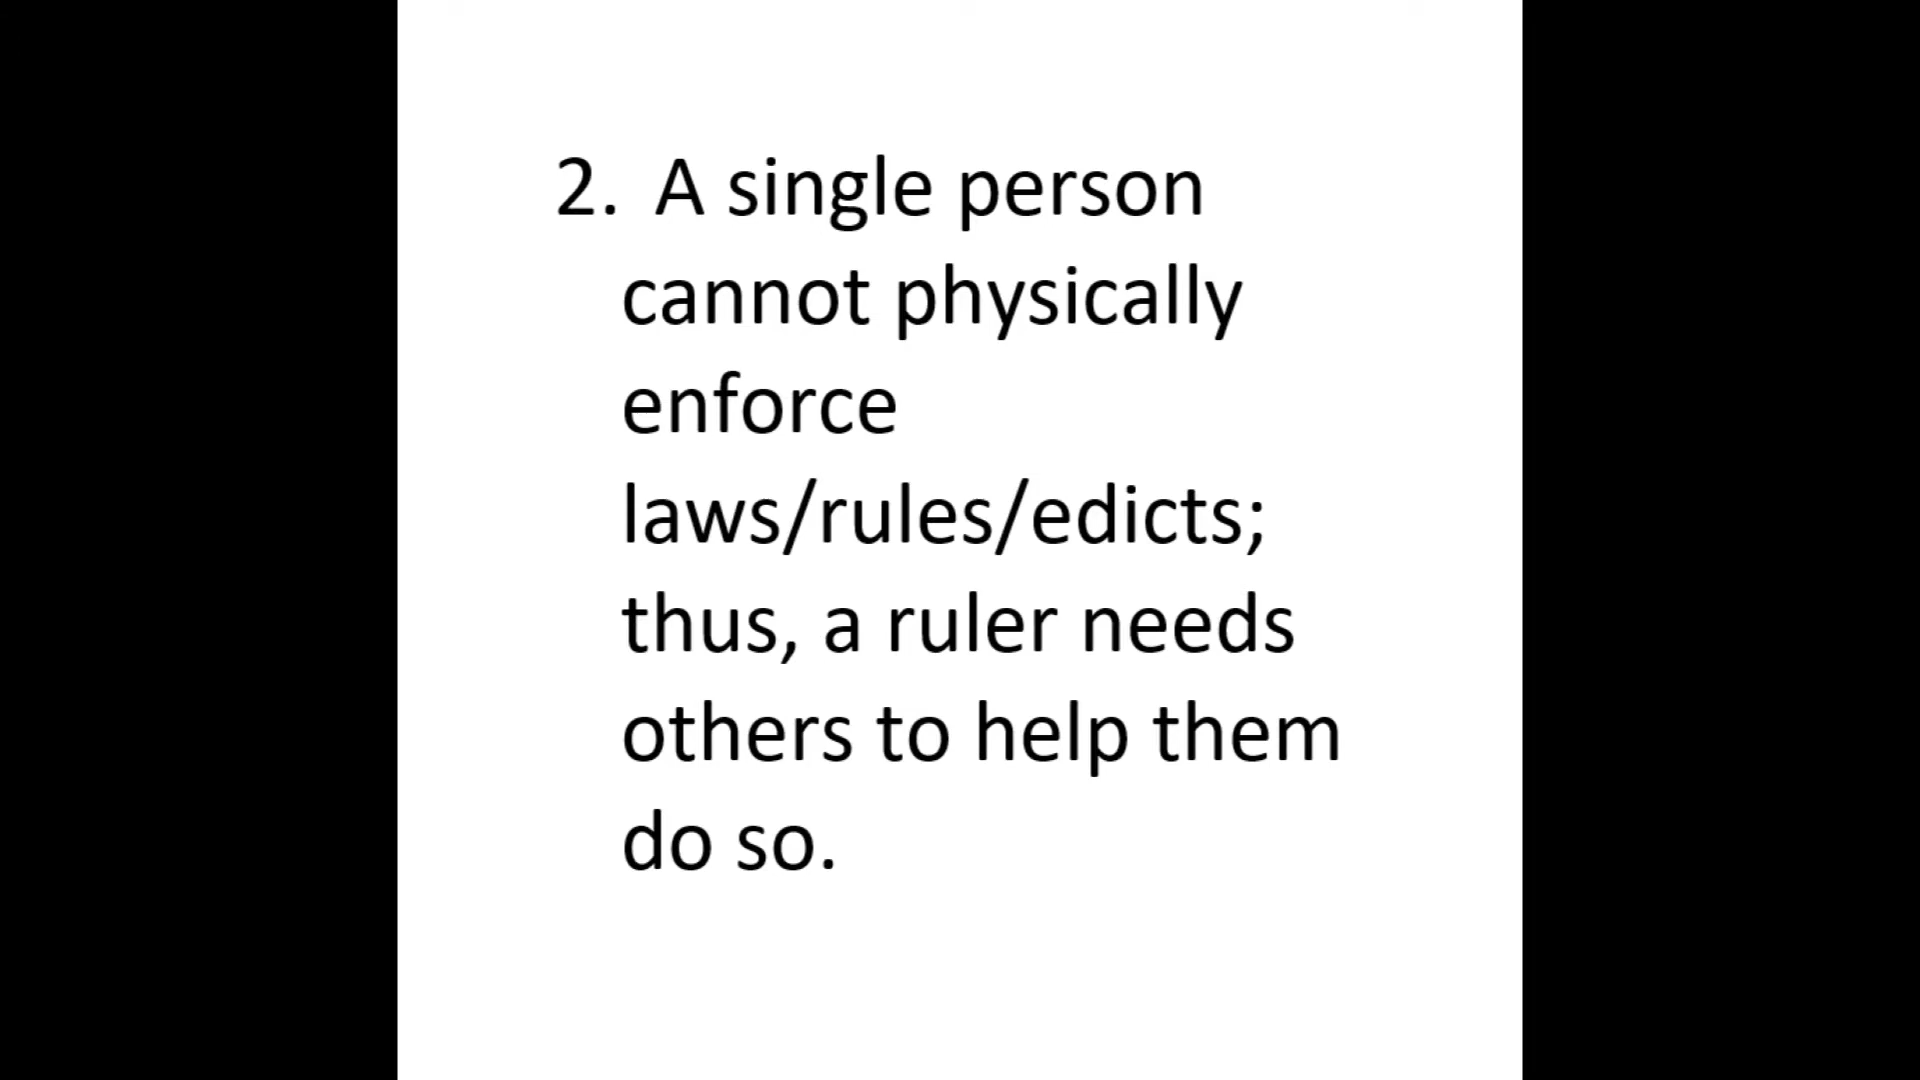 2. A single person
cannot physically
enforce
laws/rules/edicts;
thus, a ruler needs
others to help them
do so.